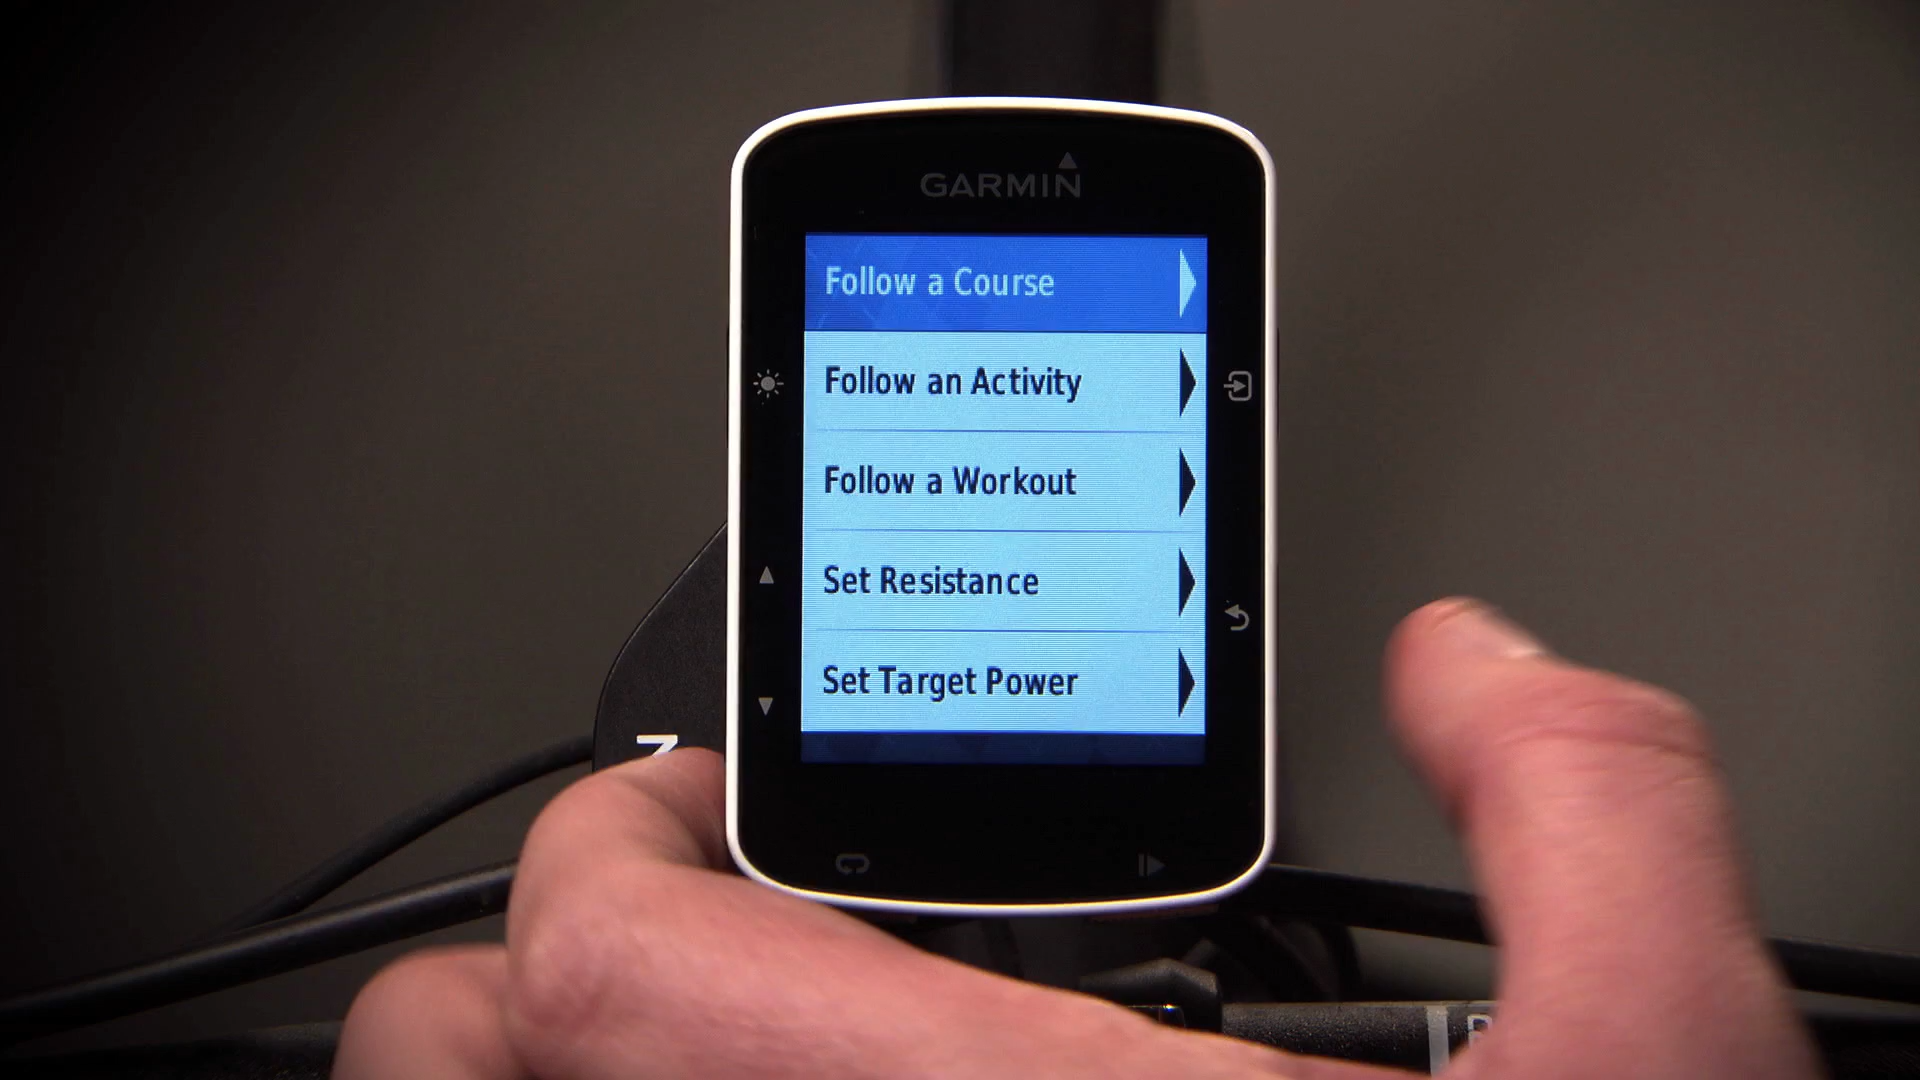 GARMIN
Follow a Course
Follow an Activity
Follow a Workout
Set Resistance
Set Target Power